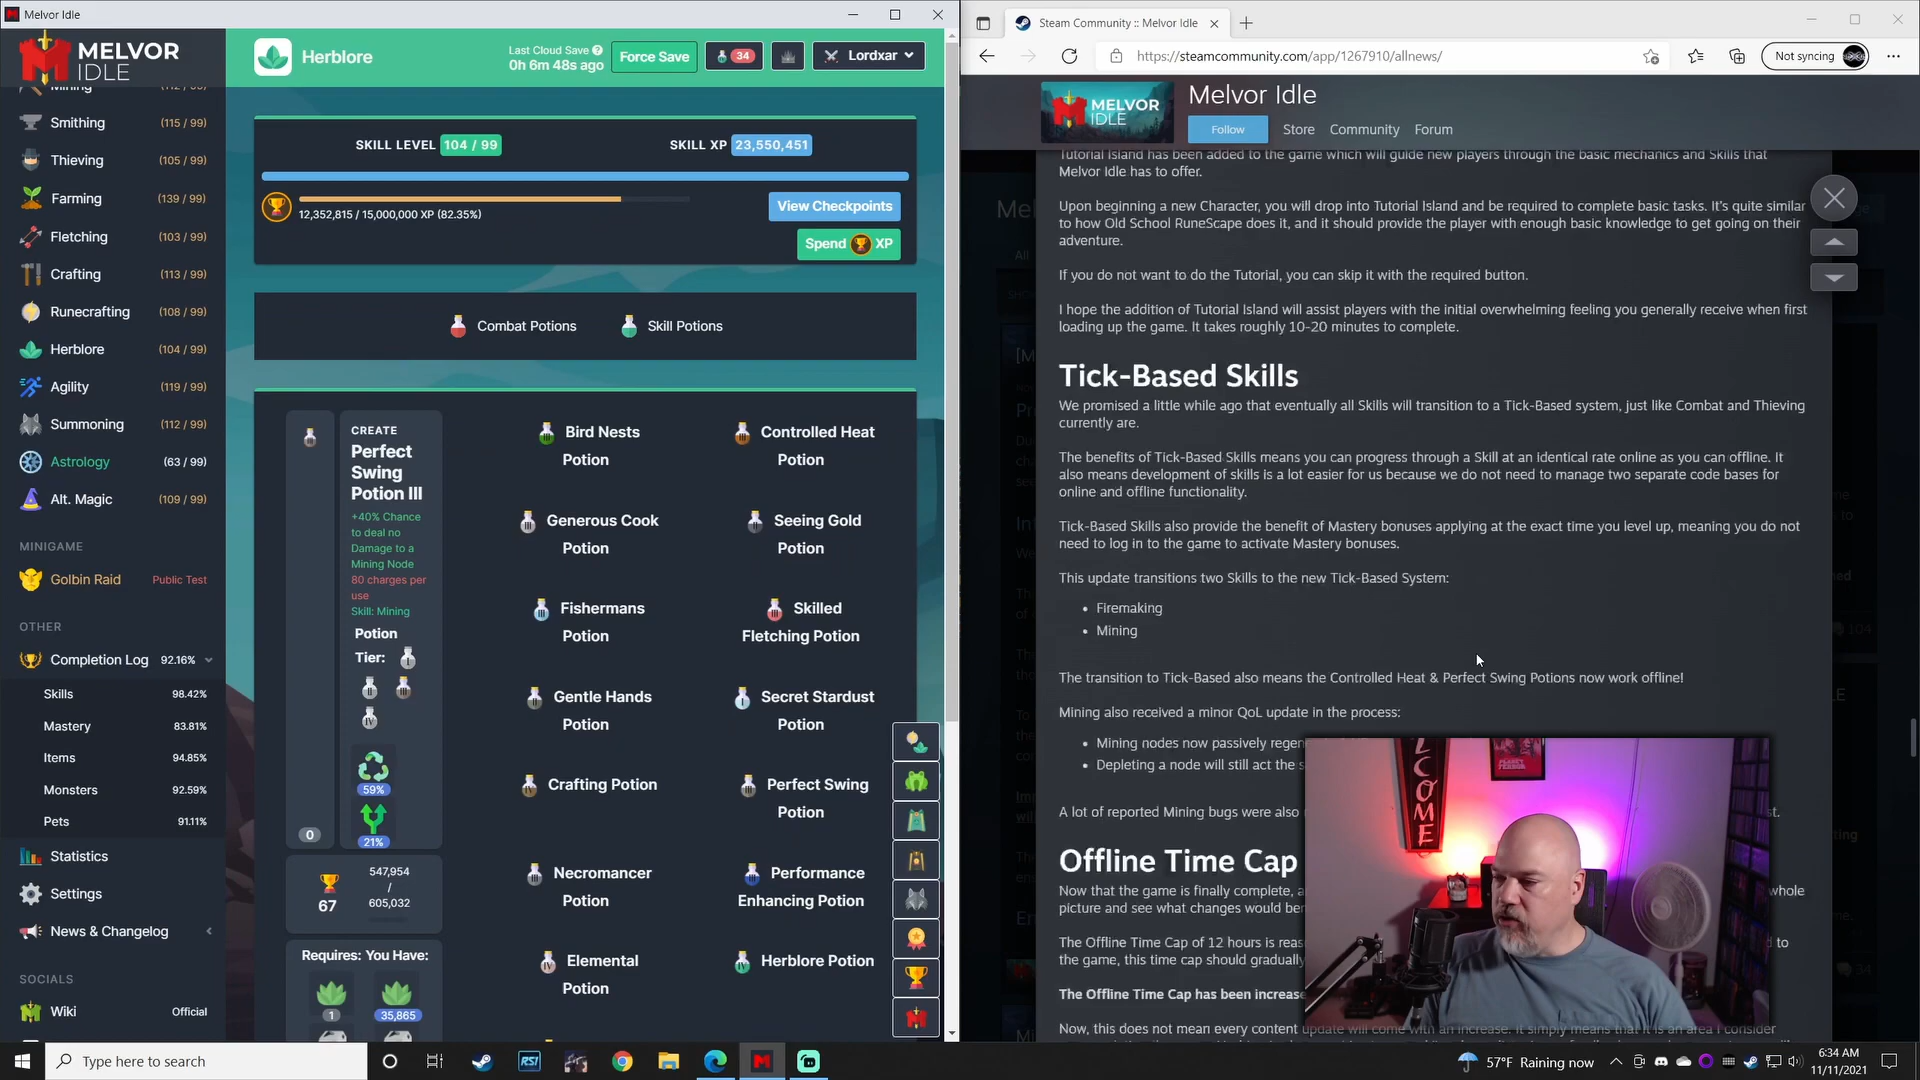 Melvor Idle
MELVOR
IDLE
Mining (112 / 99)
Smithing (115 / 99)
Thieving (105 / 99)
Farming (139 / 99)
Fletching (103 / 99)
Crafting (113 / 99)
Runecrafting (108 / 99)
Herblore (104 / 99)
Agility (119 / 99)
Summoning (112 / 99)
Astrology (63 / 99)
Alt. Magic (109 / 99)
MINIGAME
Golbin Raid Public Test
OTHER
Completion Log 92.16%
Skills 98.42%
Mastery 83.81%
Items 94.85%
Monsters 92.59%
Pets 91.11%
Statistics
Settings
News & Changelog
SOCIALS
Wiki Official
Herblore
Last Cloud Save
0h 6m 48s ago
Force Save
34
Lordxar
SKILL LEVEL 104 / 99
SKILL XP 23,550,451
12,352,815 / 15,000,000 XP (82.35%)
View Checkpoints
Spend XP
Combat Potions
Skill Potions
CREATE
Perfect
Swing
Potion III
+40% Chance
to deal no
Damage to a
Mining Node
80 charges per
use
Skill: Mining
Potion
Tier:
59%
21%
0
67
547,954
/
605,032
Requires: You Have:
1
35,865
Bird Nests
Potion
Controlled Heat
Potion
Generous Cook
Potion
Seeing Gold
Potion
Fishermans
Potion
Skilled
Fletching Potion
Gentle Hands
Potion
Secret Stardust
Potion
Crafting Potion
Perfect Swing
Potion
Necromancer
Potion
Performance
Enhancing Potion
Elemental
Potion
Herblore Potion
Steam Community :: Melvor Idle
https://steamcommunity.com/app/1267910/allnews/
Not syncing
MELVOR
IDLE
Melvor Idle
Follow
Store
Community
Forum
Tutorial Island has been added to the game which will guide new players through the basic mechanics and Skills that
Melvor Idle has to offer.
Upon beginning a new Character, you will drop into Tutorial Island and be required to complete basic tasks. It's quite similar
to how Old School RuneScape does it, and it should provide the player with enough basic knowledge to get going on their
adventure.
If you do not want to do the Tutorial, you can skip it with the required button.
I hope the addition of Tutorial Island will assist players with the initial overwhelming feeling you generally receive when first
loading up the game. It takes roughly 10-20 minutes to complete.
Tick-Based Skills
We promised a little while ago that eventually all Skills will transition to a Tick-Based system, just like Combat and Thieving
currently are.
The benefits of Tick-Based Skills means you can progress through a Skill at an identical rate online as you can offline. It
also means development of skills is a lot easier for us because we do not need to manage two separate code bases for
online and offline functionality.
Tick-Based Skills also provide the benefit of Mastery bonuses applying at the exact time you level up, meaning you do not
need to log in to the game to activate Mastery bonuses.
This update transitions two Skills to the new Tick-Based System:
• Firemaking
• Mining
The transition to Tick-Based also means the Controlled Heat & Perfect Swing Potions now work offline!
Mining also received a minor QoL update in the process:
• Mining nodes now passively regen
• Depleting a node will still act the s
A lot of reported Mining bugs were also
st.
Offline Time Cap
Now that the game is finally complete, a
whole
picture and see what changes would ben
The Offline Time Cap of 12 hours is reas
d to
the game, this time cap should gradually
The Offline Time Cap has been increase
Now, this does not mean every content update will come with an increase. It simply means that it is an area I consider
LCOME
104
34
Type here to search
RSI
57°F Raining now
6:34 AM
11/11/2021